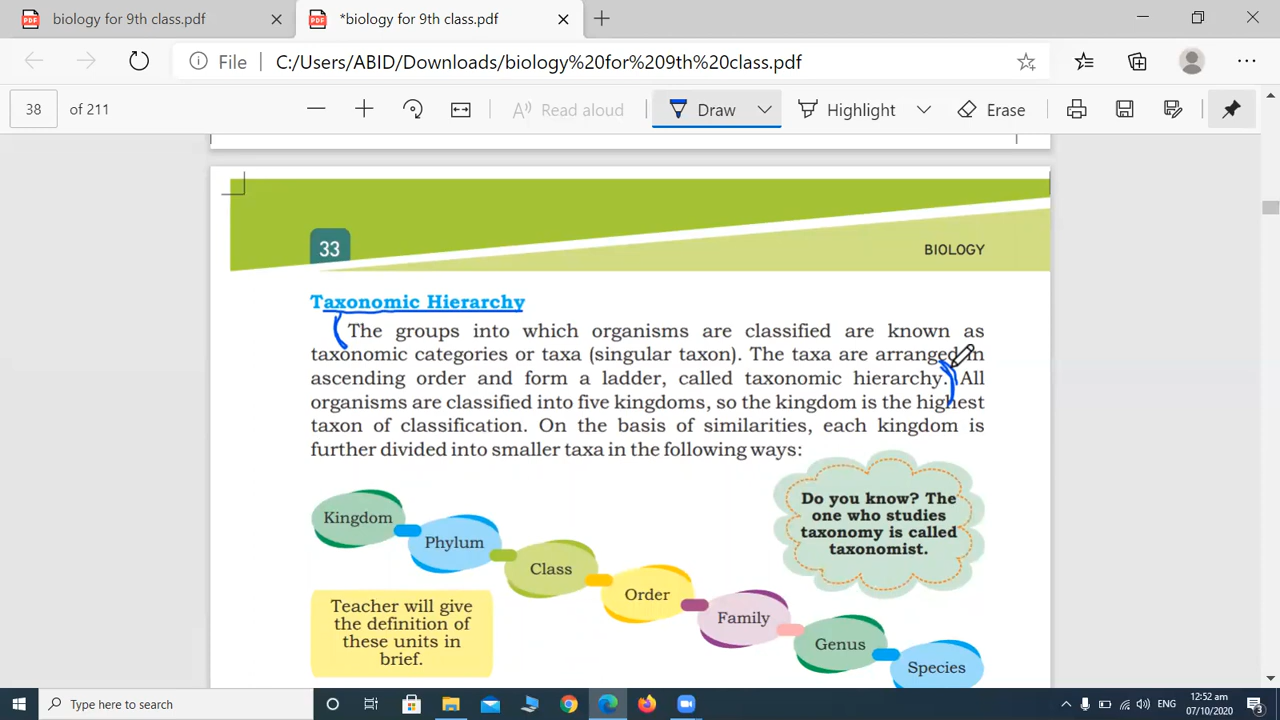 biology for 9th class.pdf
*biology for 9th class.pdf
File
C:/Users/ABID/Downloads/biology%20for%209th%20class.pdf
38 of 211
Read aloud
Draw
Highlight
Erase
33
BIOLOGY
Taxonomic Hierarchy
The groups into which organisms are classified are known as
taxonomic categories or taxa (singular taxon). The taxa are arranged in
ascending order and form a ladder, called taxonomic hierarchy. All
organisms are classified into five kingdoms, so the kingdom is the highest
taxon of classification. On the basis of similarities, each kingdom is
further divided into smaller taxa in the following ways:
Do you know? The
one who studies
taxonomy is called
taxonomist.
Kingdom
Phylum
Class
Order
Family
Genus
Species
Teacher will give
the definition of
these units in
brief.
Type here to search
ENG
12:52 am
07/10/2020
3